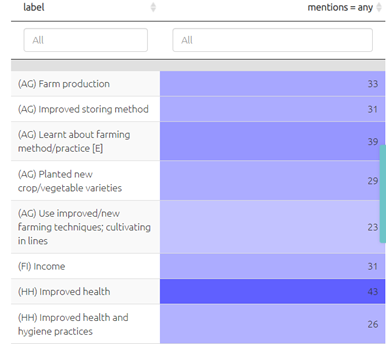 label mentions = any
All All
(AG) Farm production 33
(AG) Improved storing method 31
(AG) Learnt about farming
method/practice [E] 39
(AG) Planted new
crop/vegetable varieties 29
(AG) Use improved/new
farming techniques; cultivating
in lines 23
(FI) Income 31
(HH) Improved health 43
(HH) Improved health and
hygiene practices 26